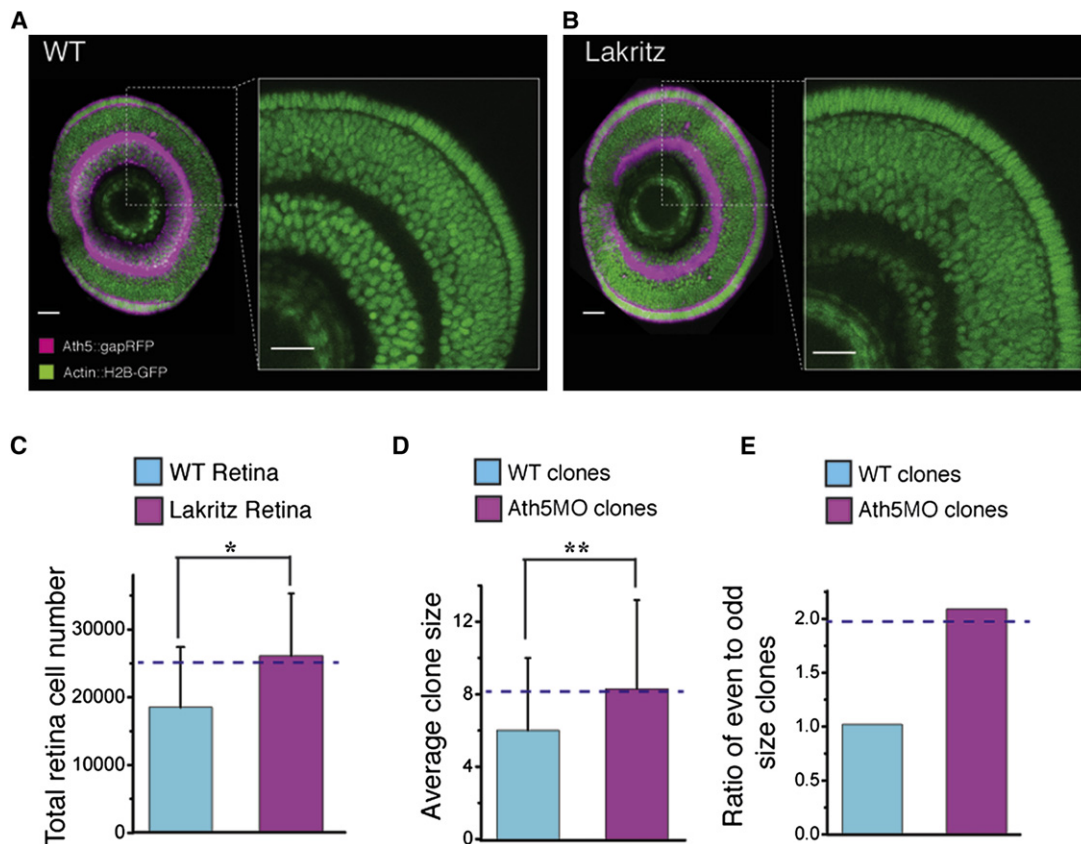 A
WT
Ath5::gapRFP
Actin::H2B-GFP
B
Lakritz
C
WT Retina
Lakritz Retina
*
Total retina cell number
30000
20000
10000
0
D
WT clones
Ath5MO clones
**
Average clone size
12
8
4
0
E
WT clones
Ath5MO clones
Ratio of even to odd
size clones
2.0
1.5
1.0
0.5
0.0